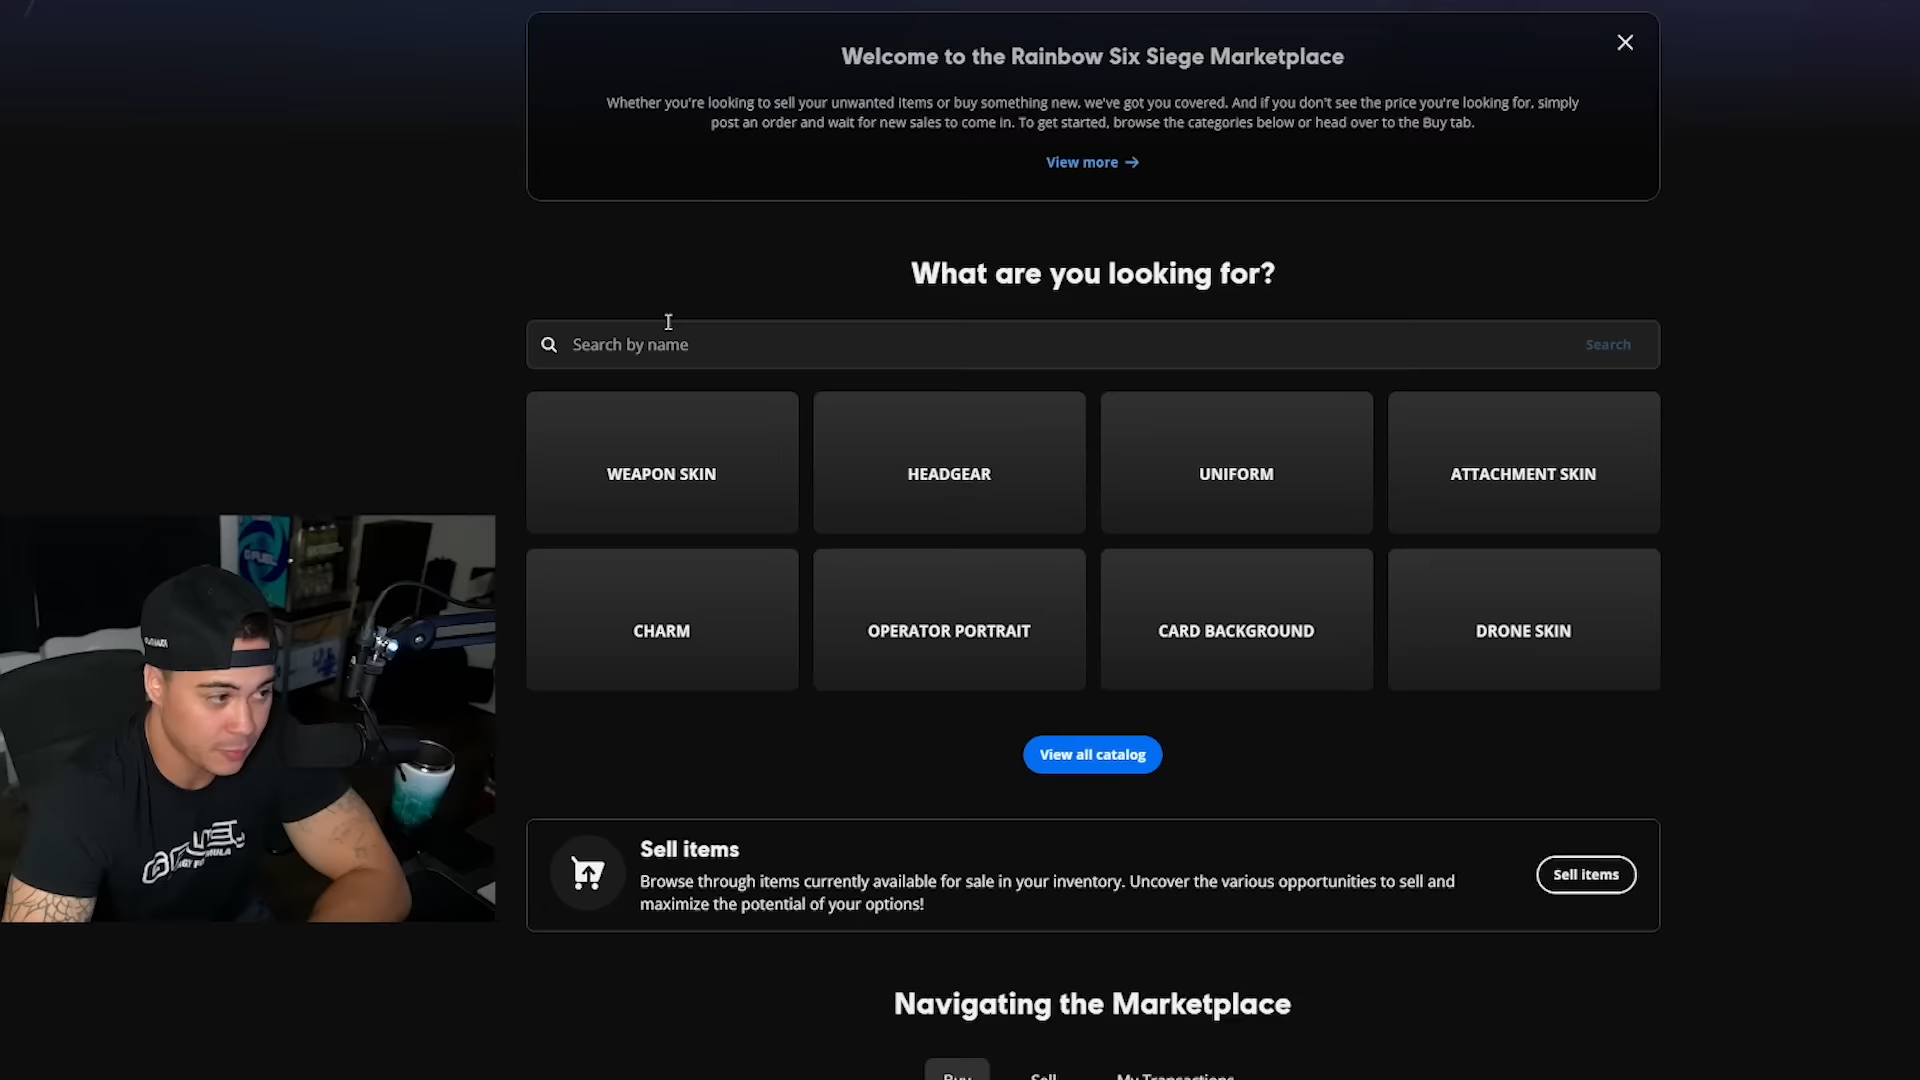 Welcome to the Rainbow Six Siege Marketplace
Whether you're looking to sell your unwanted items or buy something new, we've got you covered. And if you don't see the price you're looking for, simply
post an order and wait for new sales to come in. To get started, browse the categories below or head over to the Buy tab.
View more
What are you looking for?
Search by name
Search
WEAPON SKIN
HEADGEAR
UNIFORM
ATTACHMENT SKIN
CHARM
OPERATOR PORTRAIT
CARD BACKGROUND
DRONE SKIN
View all catalog
Sell items
Browse through items currently available for sale in your inventory. Uncover the various opportunities to sell and
maximize the potential of your options!
Sell items
Navigating the Marketplace
Buy
Sell
My Transactions
G FUEL